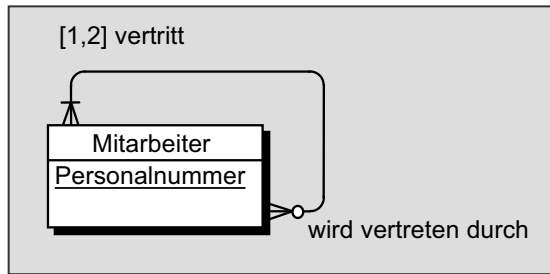 [1,2] vertritt
Mitarbeiter
Personalnummer
wird vertreten durch